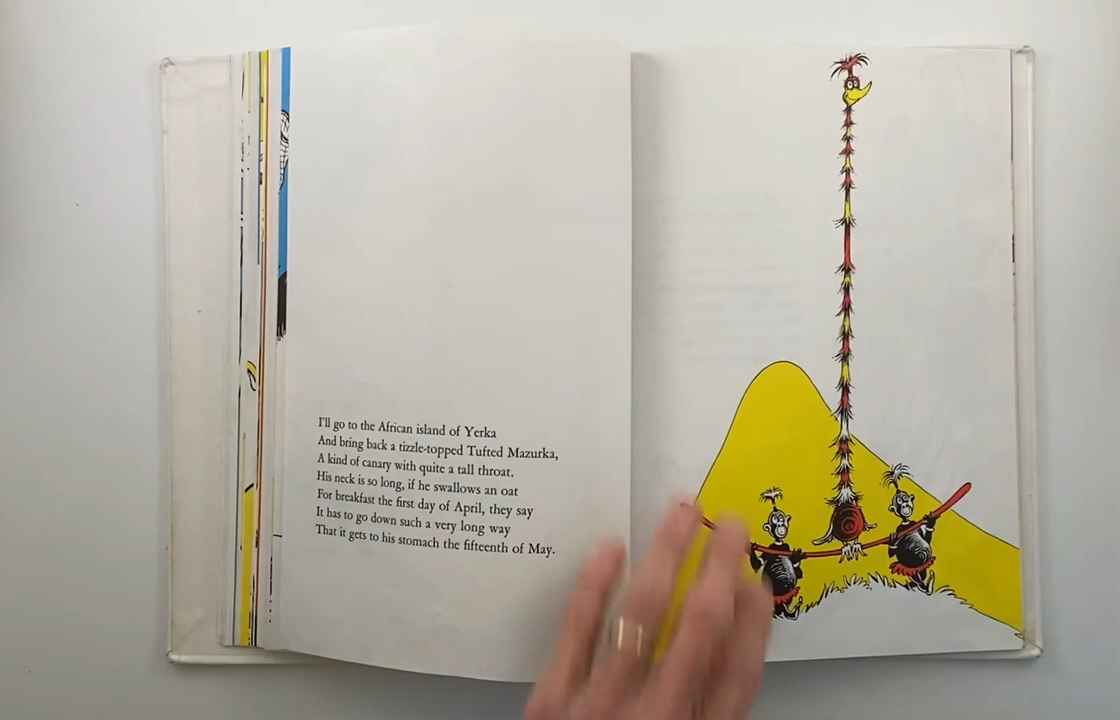 I'll go to the African island of Yerka
And bring back a tizzle-topped Tufted Mazurka,
A kind of canary with quite a tall throat.
His neck is so long, if he swallows an oat
For breakfast the first day of April, they say
It has to go down such a very long way
That it gets to his stomach the fifteenth of May.